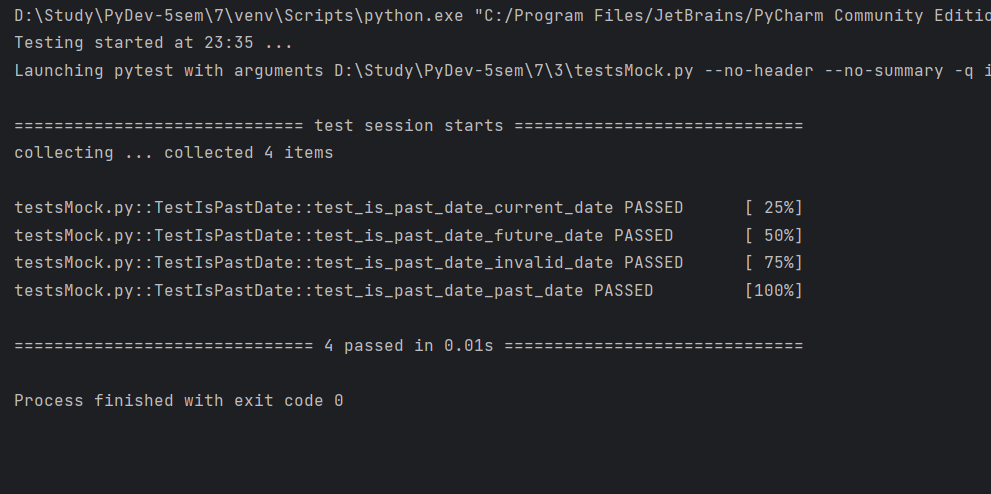 D:\Study\PyDev-5sem\7\venv\Scripts\python.exe "C:/Program Files/JetBrains/PyCharm Community Editio
Testing started at 23:35 ...
Launching pytest with arguments D:\Study\PyDev-5sem\7\3\testsMock.py --no-header --no-summary -q i
============================= test session starts =============================
collecting ... collected 4 items
testsMock.py::TestIsPastDate::test_is_past_date_current_date PASSED      [ 25%]
testsMock.py::TestIsPastDate::test_is_past_date_future_date PASSED       [ 50%]
testsMock.py::TestIsPastDate::test_is_past_date_invalid_date PASSED      [ 75%]
testsMock.py::TestIsPastDate::test_is_past_date_past_date PASSED         [100%]
============================== 4 passed in 0.01s ==============================
Process finished with exit code 0